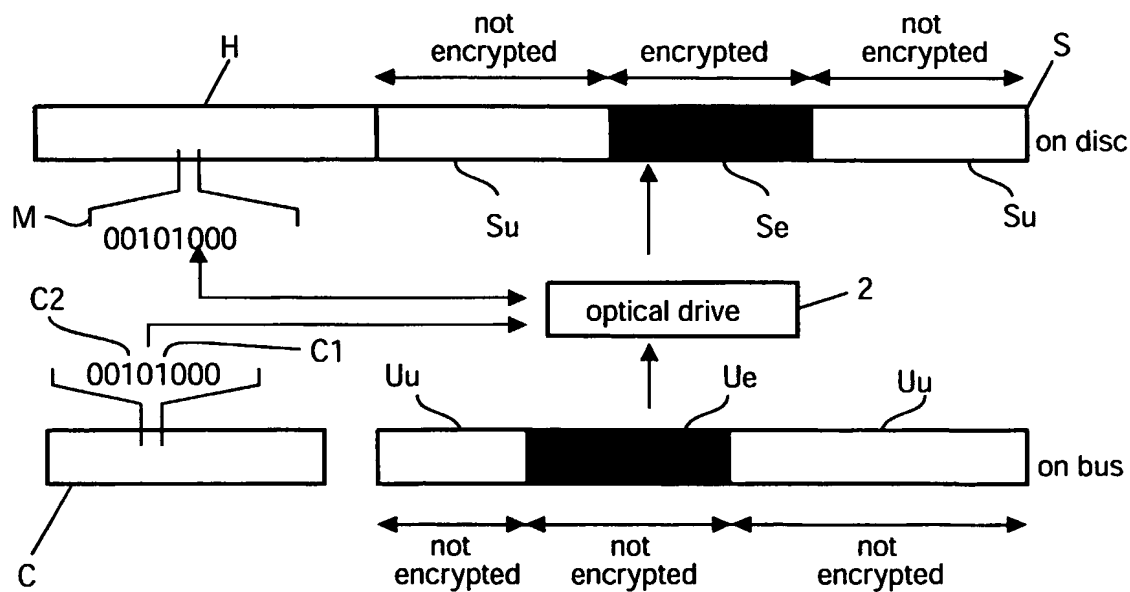 not encrypted
encrypted
not encrypted
H
S
on disc
M
00101000
Su
Se
Su
C2
00101000
C1
optical drive
2
Uu
Ue
Uu
on bus
C
not encrypted
not encrypted
not encrypted